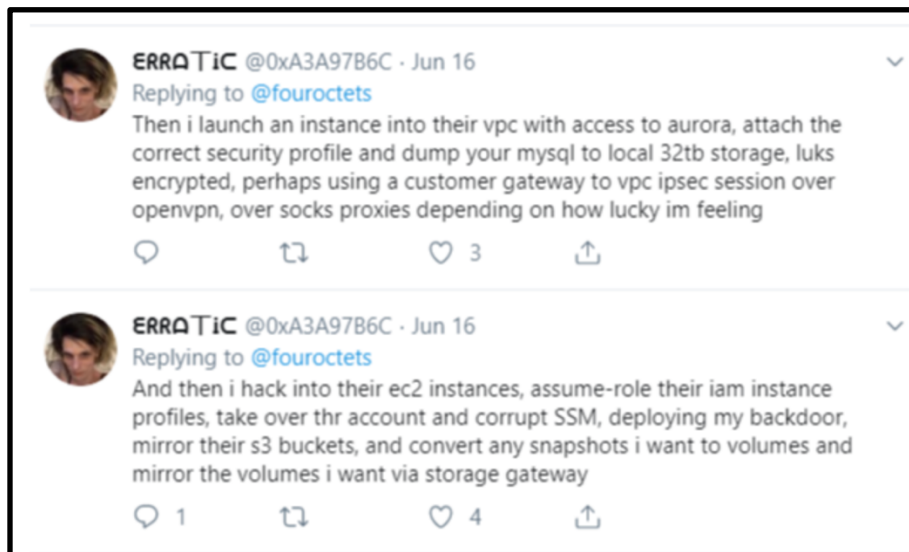 ERRATiC @0xA3A97B6C · Jun 16
Replying to @fouroctets
Then i launch an instance into their vpc with access to aurora, attach the
correct security profile and dump your mysql to local 32tb storage, luks
encrypted, perhaps using a customer gateway to vpc ipsec session over
openvpn, over socks proxies depending on how lucky im feeling
3
ERRATiC @0xA3A97B6C · Jun 16
Replying to @fouroctets
And then i hack into their ec2 instances, assume-role their iam instance
profiles, take over thr account and corrupt SSM, deploying my backdoor,
mirror their s3 buckets, and convert any snapshots i want to volumes and
mirror the volumes i want via storage gateway
1 4